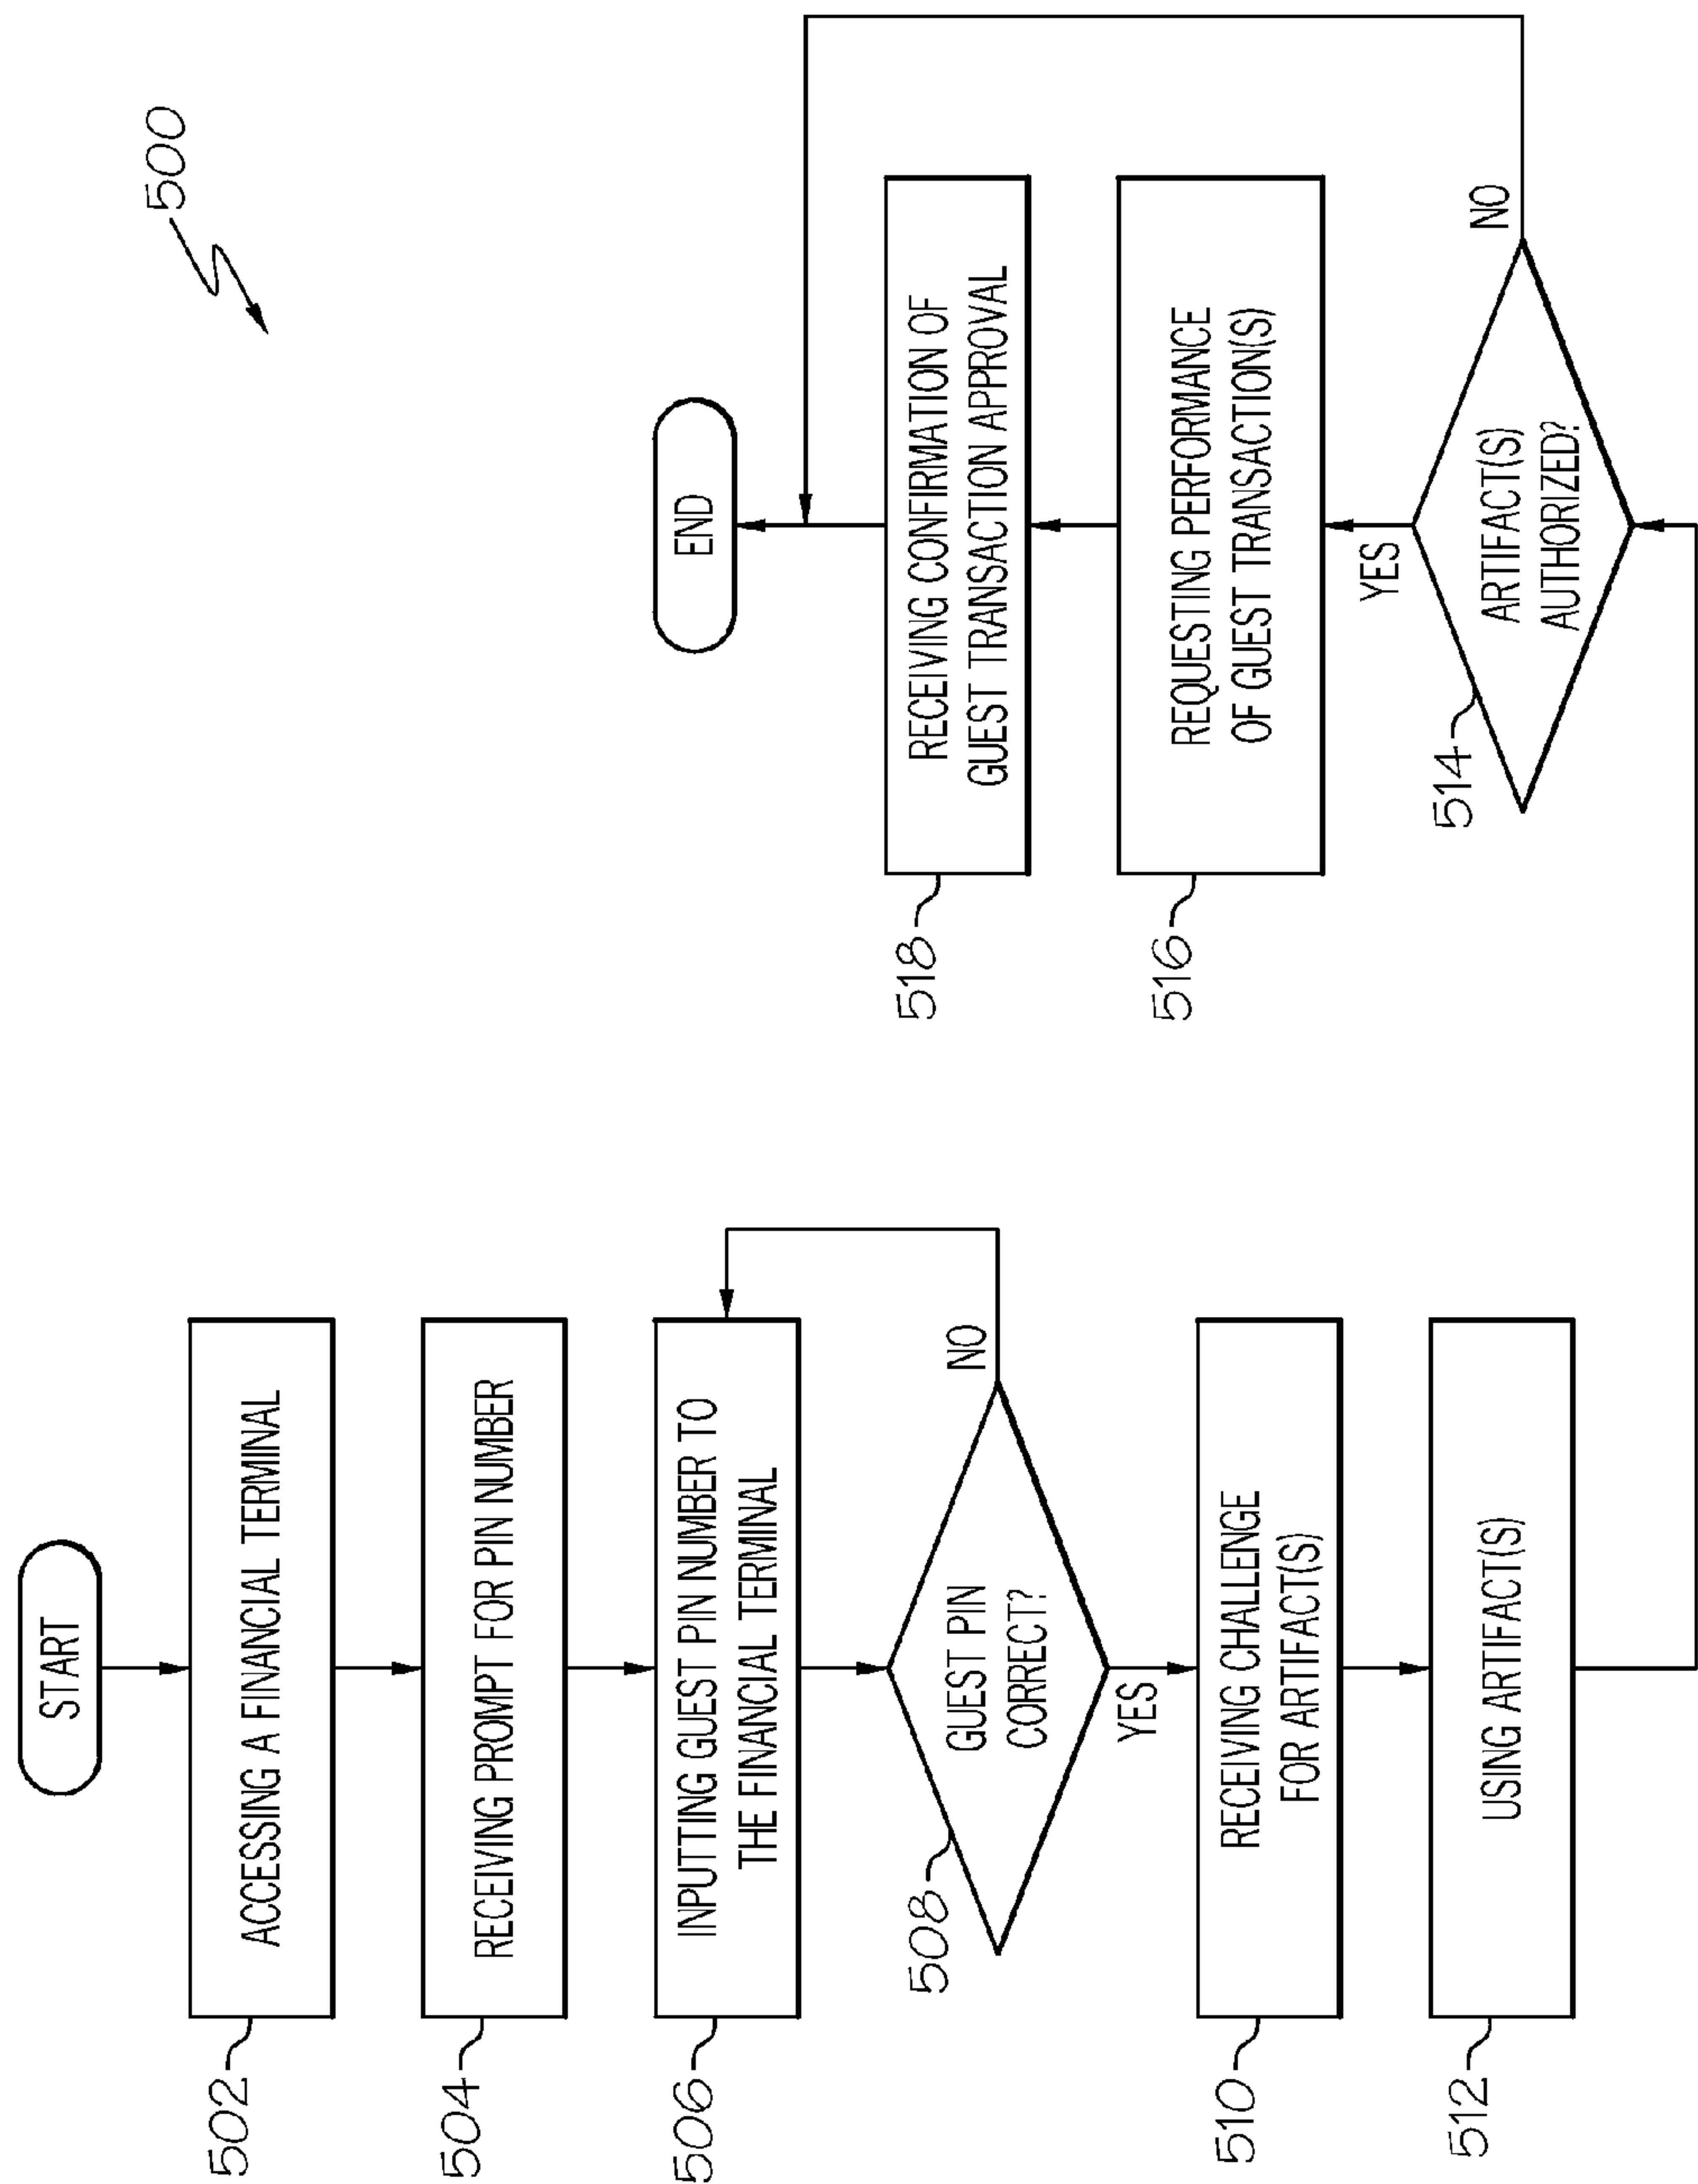 500
START
502
ACCESSING A FINANCIAL TERMINAL
504
RECEIVING PROMPT FOR PIN NUMBER
506
INPUTTING GUEST PIN NUMBER TO
THE FINANCIAL TERMINAL
508
GUEST PIN
CORRECT?
NO
YES
510
RECEIVING CHALLENGE
FOR ARTIFACT(S)
512
USING ARTIFACT(S)
END
518
RECEIVING CONFIRMATION OF
GUEST TRANSACTION APPROVAL
516
REQUESTING PERFORMANCE
OF GUEST TRANSACTION(S)
YES
514
ARTIFACT(S)
AUTHORIZED?
NO